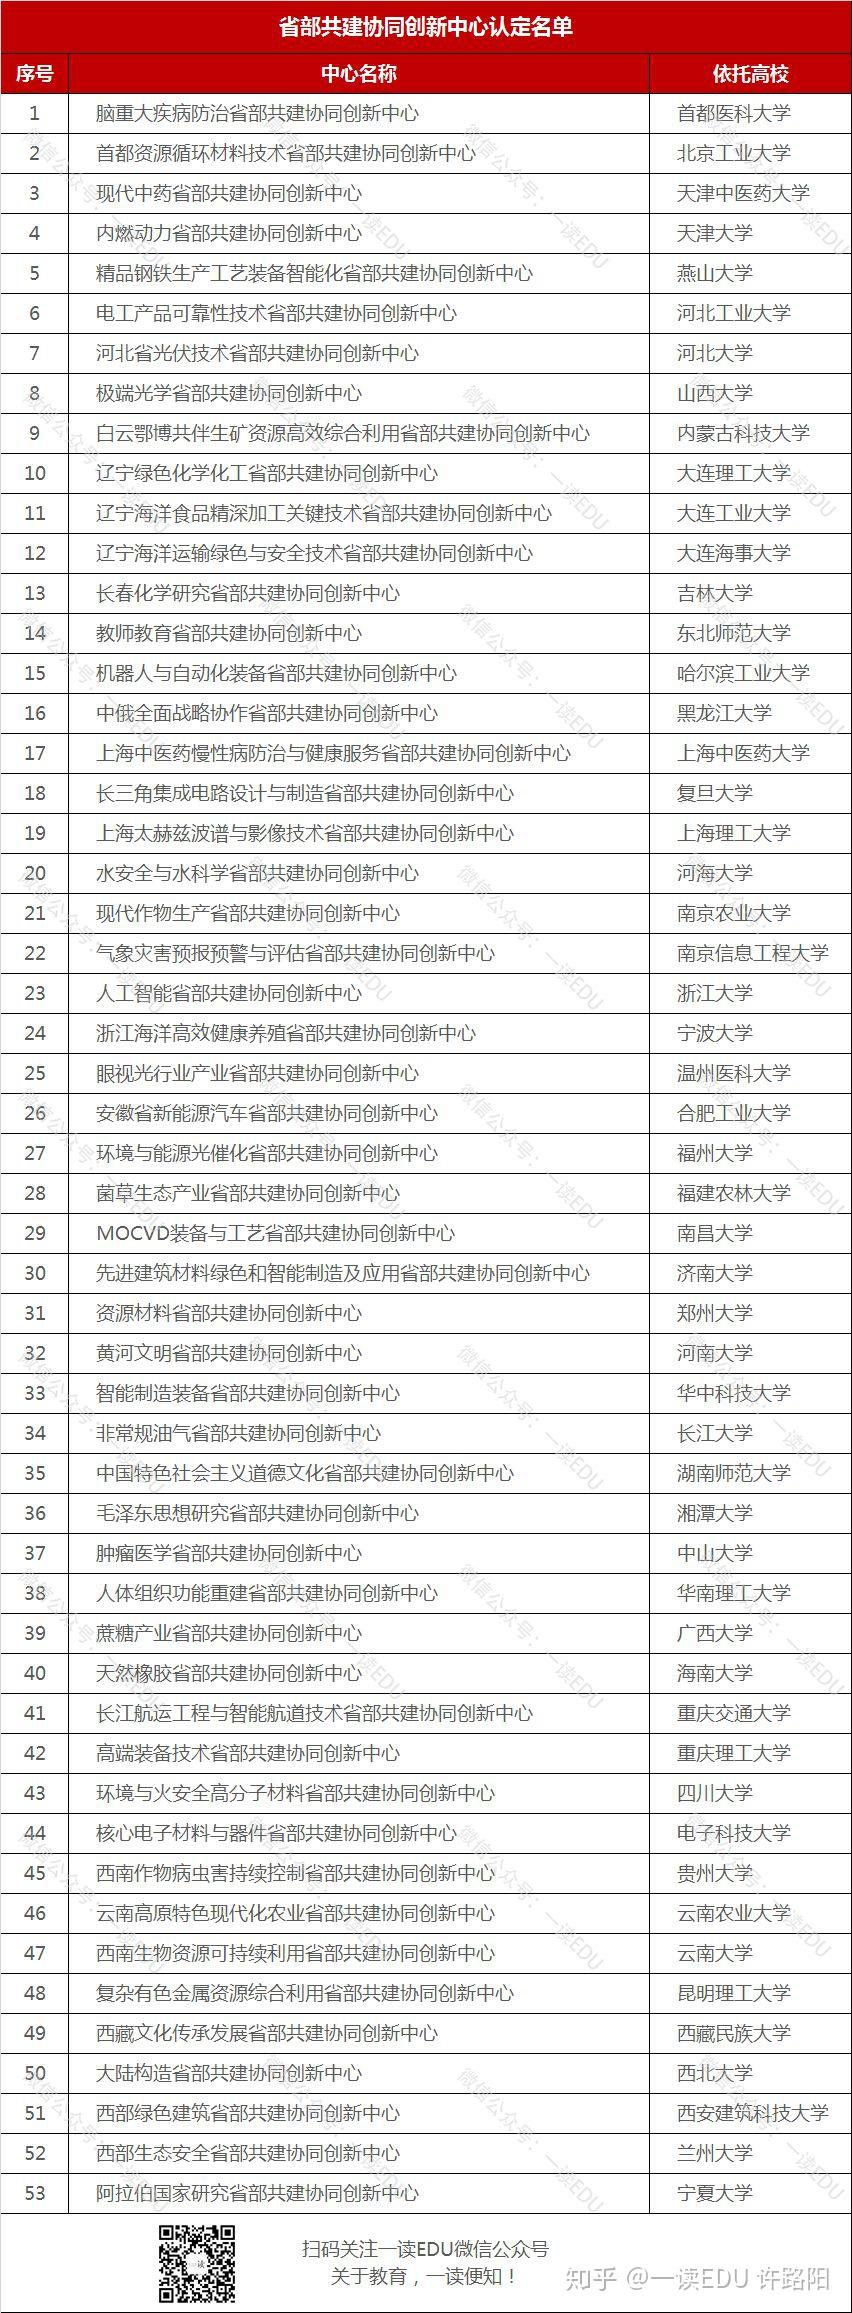 省部共建协同创新中心认定名单
序号 中心名称 依托高校
1 脑重大疾病防治省部共建协同创新中心 首都医科大学
2 首都资源循环材料技术省部共建协同创新中心 北京工业大学
3 现代中药省部共建协同创新中心 天津中医药大学
4 内燃动力省部共建协同创新中心 天津大学
5 精品钢铁生产工艺装备智能化省部共建协同创新中心 燕山大学
6 电工产品可靠性技术省部共建协同创新中心 河北工业大学
7 河北省光伏技术省部共建协同创新中心 河北大学
8 极端光学省部共建协同创新中心 山西大学
9 白云鄂博共伴生矿资源高效综合利用省部共建协同创新中心 内蒙古科技大学
10 辽宁绿色化学化工省部共建协同创新中心 大连理工大学
11 辽宁海洋食品精深加工关键技术省部共建协同创新中心 大连工业大学
12 辽宁海洋运输绿色与安全技术省部共建协同创新中心 大连海事大学
13 长春化学研究省部共建协同创新中心 吉林大学
14 教师教育省部共建协同创新中心 东北师范大学
15 机器人与自动化装备省部共建协同创新中心 哈尔滨工业大学
16 中俄全面战略协作省部共建协同创新中心 黑龙江大学
17 上海中医药慢性病防治与健康服务省部共建协同创新中心 上海中医药大学
18 长三角集成电路设计与制造省部共建协同创新中心 复旦大学
19 上海太赫兹波谱与影像技术省部共建协同创新中心 上海理工大学
20 水安全与水科学省部共建协同创新中心 河海大学
21 现代作物生产省部共建协同创新中心 南京农业大学
22 气象灾害预报预警与评估省部共建协同创新中心 南京信息工程大学
23 人工智能省部共建协同创新中心 浙江大学
24 浙江海洋高效健康养殖省部共建协同创新中心 宁波大学
25 眼视光行业产业省部共建协同创新中心 温州医科大学
26 安徽省新能源汽车省部共建协同创新中心 合肥工业大学
27 环境与能源光催化省部共建协同创新中心 福州大学
28 菌草生态产业省部共建协同创新中心 福建农林大学
29 MOCVD装备与工艺省部共建协同创新中心 南昌大学
30 先进建筑材料绿色和智能制造及应用省部共建协同创新中心 济南大学
31 资源材料省部共建协同创新中心 郑州大学
32 黄河文明省部共建协同创新中心 河南大学
33 智能制造装备省部共建协同创新中心 华中科技大学
34 非常规油气省部共建协同创新中心 长江大学
35 中国特色社会主义道德文化省部共建协同创新中心 湖南师范大学
36 毛泽东思想研究省部共建协同创新中心 湘潭大学
37 肿瘤医学省部共建协同创新中心 中山大学
38 人体组织功能重建省部共建协同创新中心 华南理工大学
39 蔗糖产业省部共建协同创新中心 广西大学
40 天然橡胶省部共建协同创新中心 海南大学
41 长江航运工程与智能航道技术省部共建协同创新中心 重庆交通大学
42 高端装备技术省部共建协同创新中心 重庆理工大学
43 环境与火安全高分子材料省部共建协同创新中心 四川大学
44 核心电子材料与器件省部共建协同创新中心 电子科技大学
45 西南作物病虫害持续控制省部共建协同创新中心 贵州大学
46 云南高原特色现代化农业省部共建协同创新中心 云南农业大学
47 西南生物资源可持续利用省部共建协同创新中心 云南大学
48 复杂有色金属资源综合利用省部共建协同创新中心 昆明理工大学
49 西藏文化传承发展省部共建协同创新中心 西藏民族大学
50 大陆构造省部共建协同创新中心 西北大学
51 西部绿色建筑省部共建协同创新中心 西安建筑科技大学
52 西部生态安全省部共建协同创新中心 兰州大学
53 阿拉伯国家研究省部共建协同创新中心 宁夏大学
扫码关注一读EDU微信公众号
关于教育，一读便知！
知乎 @一读EDU 许路阳
微信公众号：一读EDU